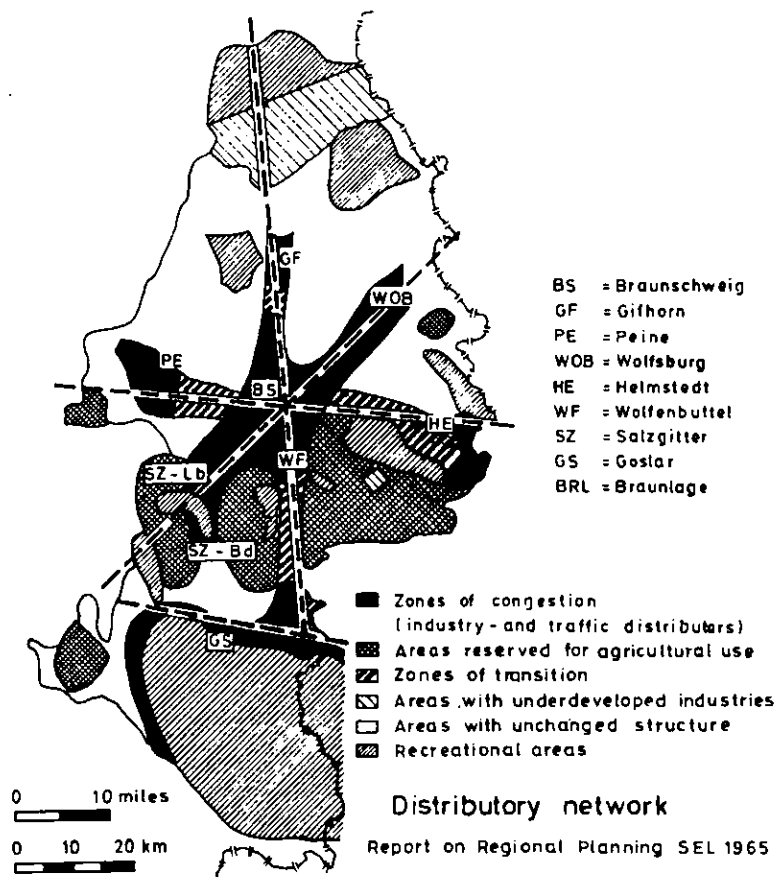 GF
WOB
PE
BS
HE
WF
SZ-Lb
SZ-Bd
GS
BS = Braunschweig
GF = Gifhorn
PE = Peine
WOB = Wolfsburg
HE = Helmstedt
WF = Wolfenbuttel
SZ = Salzgitter
GS = Goslar
BRL = Braunlage
Zones of congestion
(industry-and traffic distributers)
Areas reserved for agricultural use
Zones of transition
Areas with underdeveloped industries
Areas with unchanged structure
Recreational areas
0 10 miles
0 10 20 km
Distributory network
Report on Regional Planning SEL 1965